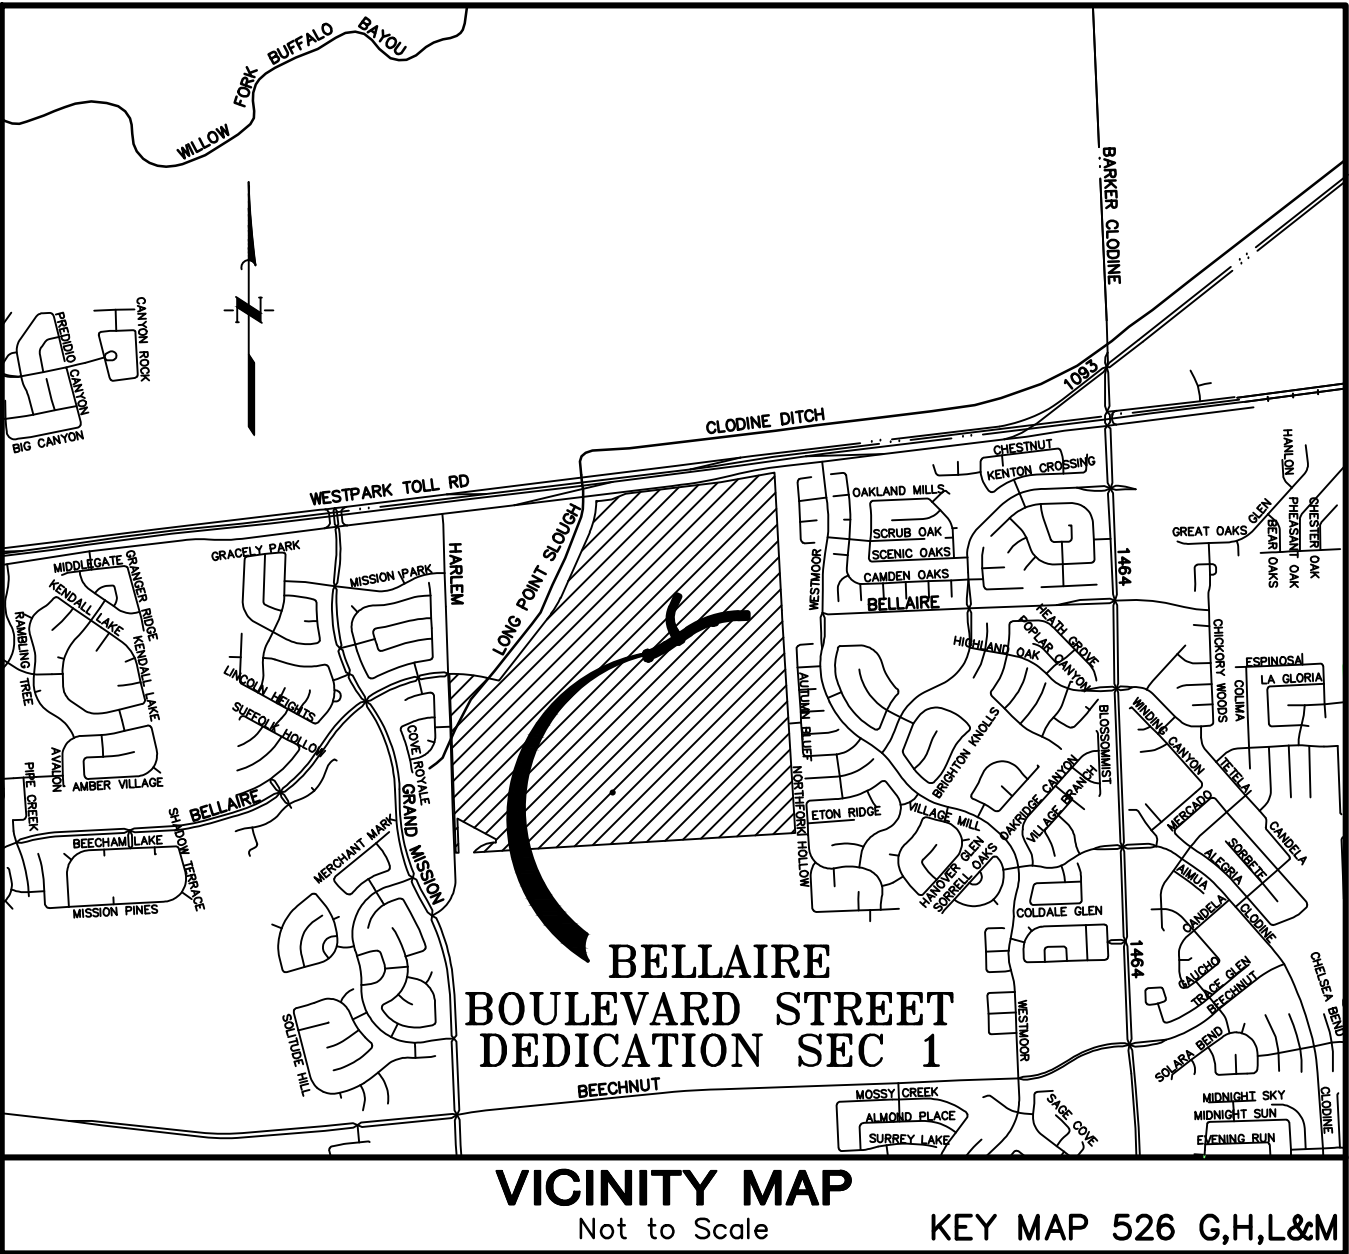 WILLOW FORK BUFFALO BAYOU
BARKER CLODINE
CANYON ROCK
PREDIDIO CANYON
BIG CANYON
N
1093
CLODINE DITCH
WESTPARK TOLL RD
CHESTNUT
KENTON CROSSING
OAKLAND MILLS
SCRUB OAK
SCENIC OAKS
CAMDEN OAKS
BELLAIRE
WESTMOOR
HANLON
GLEN
BEAR OAKS
PHEASANT OAK
CHESTER OAK
GREAT OAKS
1464
MIDDLEGATE
GRANGER RIDGE
KENDALL LAKE
KENDALL LAKE
RAMBLING TREE
GRACELY PARK
MISSION PARK
HARLEM
LONG POINT SLOUGH
LINCOLN HEIGHTS
SUFFOLK HOLLOW
COVE ROYALE
GRAND MISSION
AVALON
AMBER VILLAGE
PIPE CREEK
BELLAIRE
BEECHAM LAKE
SHADOW TERRACE
MISSION PINES
MERCHANT MARK
SOLITUDE HILL
HIGHLAND OAK
HEATH GROVE
POPLAR CANYON
CHICKORY WOODS
COLIMA
ESPINOSA
LA GLORIA
AUTUMN BLUFF
BRIGHTON KNOLLS
BLOSSOMMIST
WINDING CANYON
TETELA
NORTHFORK HOLLOW
ETON RIDGE
VILLAGE MILL
OAKRIDGE CANYON
VILLAGE BRANCH
MERCADO
CANDELA
SORBETE
ALEGRIA
AIMUA
CANDELA
CLODINE
HANOVER GLEN
SORRELL OAKS
COLDALE GLEN
1464
GAUCHO
TRACE GLEN
BEECHNUT
CHELSEA BEND
SOLARA BEND
WESTMOOR
BELLAIRE
BOULEVARD STREET
DEDICATION SEC 1
BEECHNUT
MOSSY CREEK
ALMOND PLACE
SURREY LAKE
SAGE COVE
MIDNIGHT SKY
MIDNIGHT SUN
EVENING RUN
CLODINE
VICINITY MAP
Not to Scale
KEY MAP 526 G,H,L&M